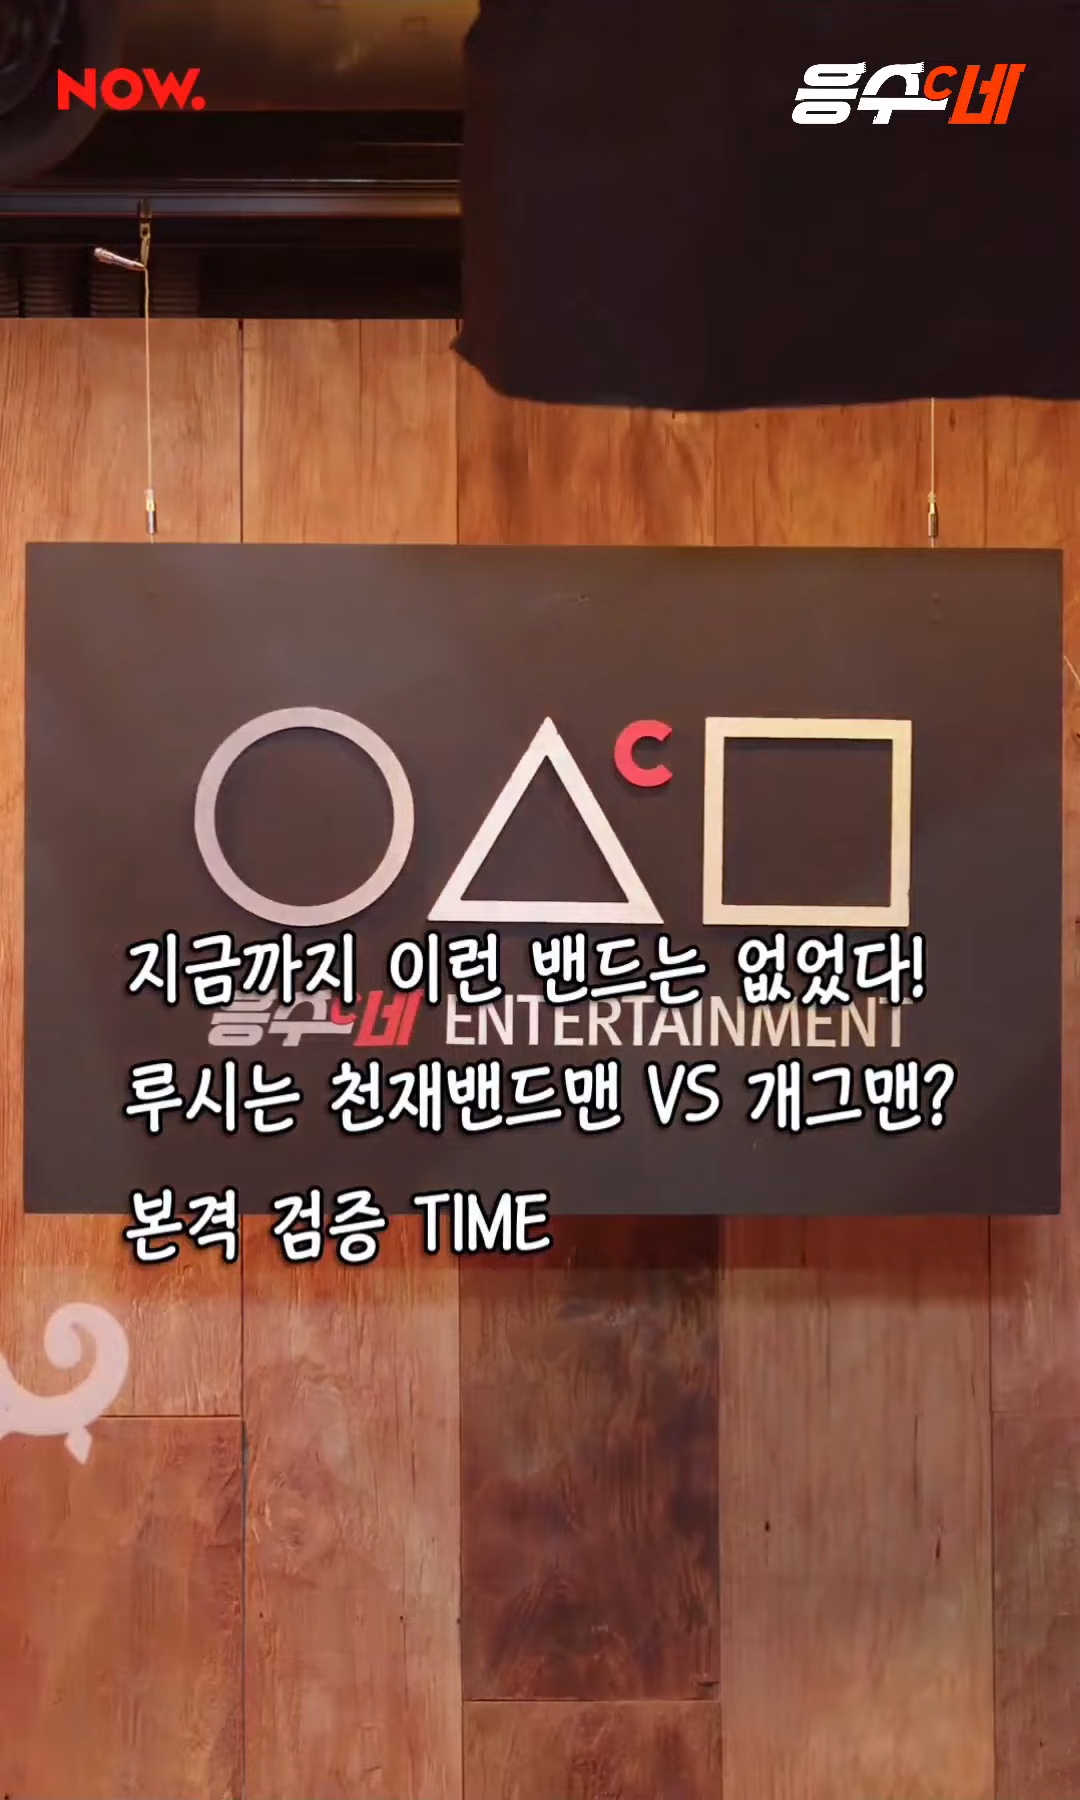 NOW.
응수C네
C
지금까지 이런 밴드는 없었다!
응수C네 ENTERTAINMENT
루시는 천재밴드맨 VS 개그맨?
본격 검증 TIME